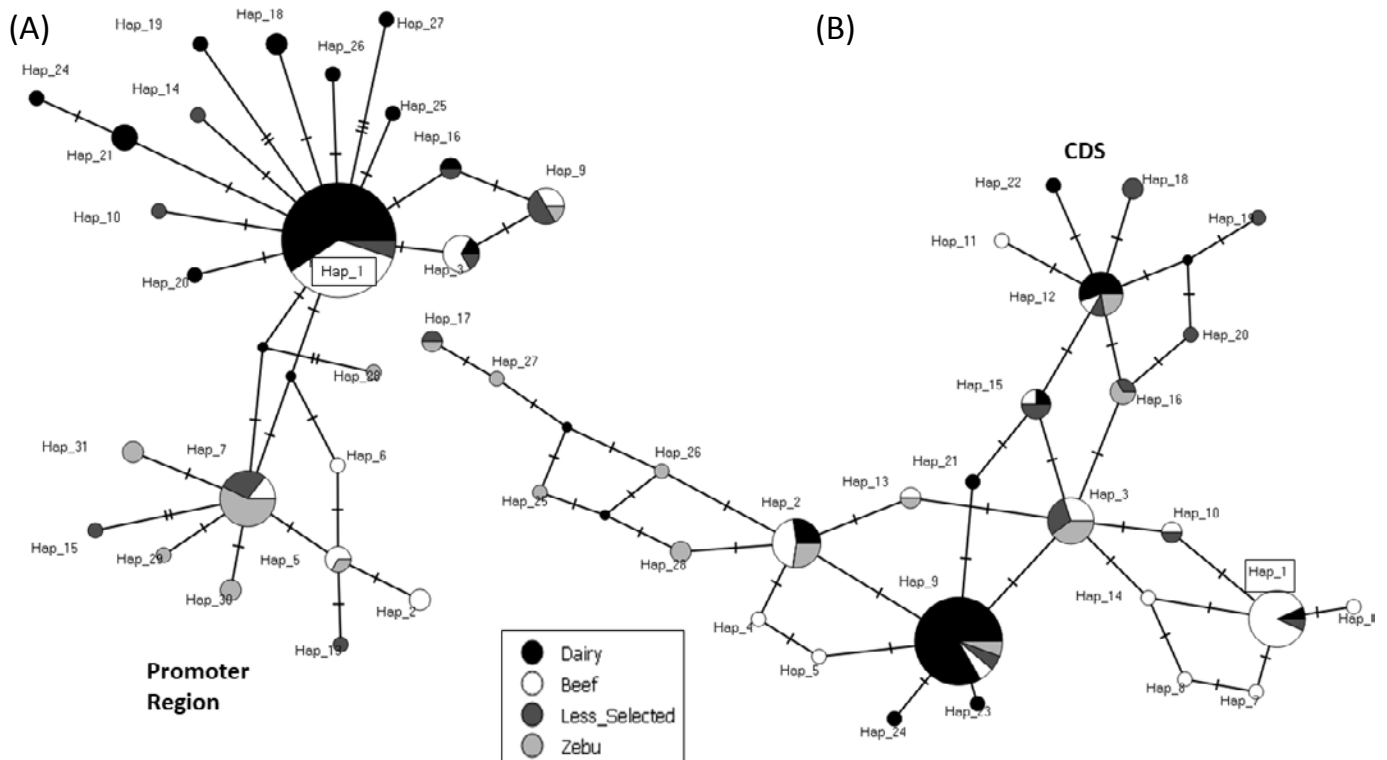 (A)
(B)
Hap_19
Hap_18
Hap_27
Hap_26
Hap_24
Hap_14
Hap_25
Hap_16
Hap_21
Hap_9
Hap_10
Hap_1
Hap_3
Hap_20
Hap_28
Hap_31
Hap_7
Hap_6
Hap_15
Hap_29
Hap_5
Hap_30
Hap_2
Hap_13
Promoter
Region
CDS
Hap_22
Hap_18
Hap_19
Hap_11
Hap_12
Hap_20
Hap_17
Hap_27
Hap_15
Hap_16
Hap_26
Hap_21
Hap_13
Hap_3
Hap_25
Hap_2
Hap_10
Hap_28
Hap_9
Hap_14
Hap_1
Hap_4
Hap_5
Hap_8
Hap_7
Hap_23
Hap_24
Dairy
Beef
Less_Selected
Zebu